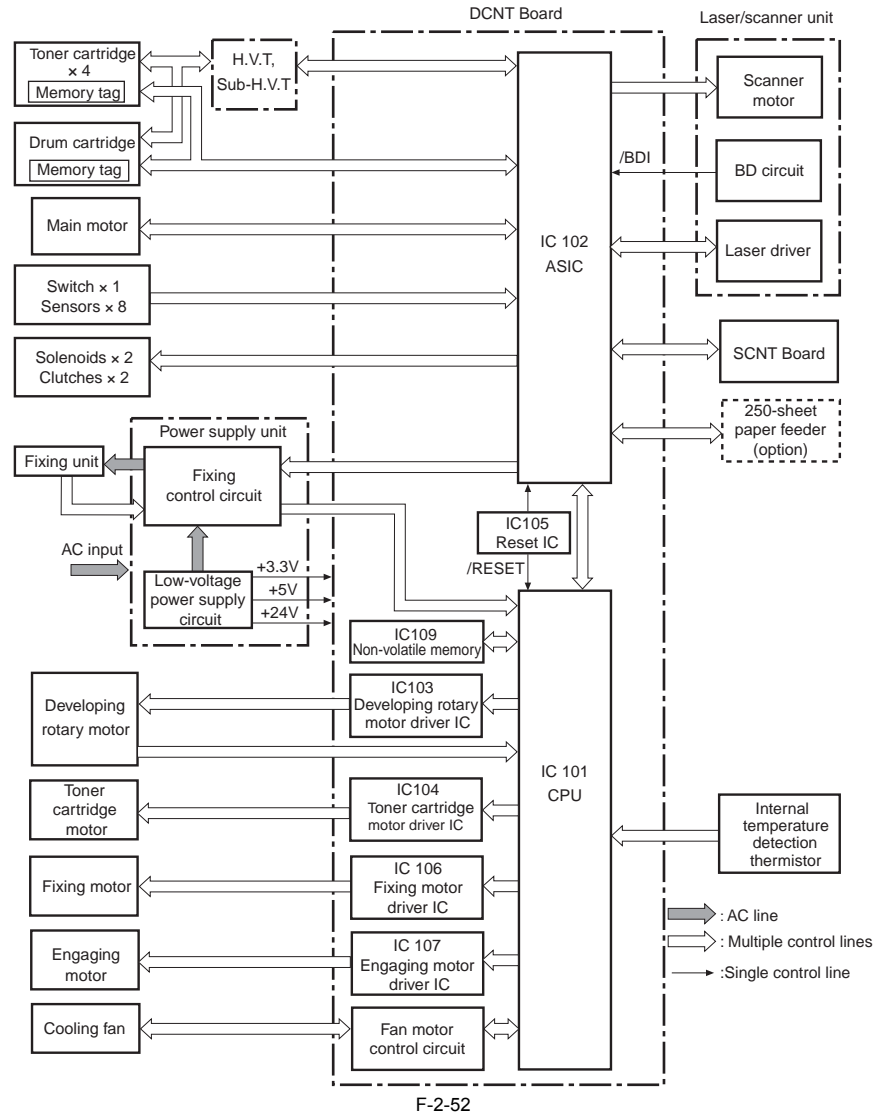 DCNT Board
Laser/scanner unit
Toner cartridge
× 4
Memory tag
H.V.T,
Sub-H.V.T
Scanner
motor
Drum cartridge
Memory tag
/BDI
BD circuit
Main motor
IC 102
ASIC
Laser driver
Switch × 1
Sensors × 8
Solenoids × 2
Clutches × 2
SCNT Board
250-sheet
paper feeder
(option)
Power supply unit
Fixing unit
Fixing
control circuit
IC105
Reset IC
/RESET
AC input
Low-voltage
power supply
circuit
+3.3V
+5V
+24V
IC109
Non-volatile memory
IC103
Developing rotary
motor driver IC
Developing
rotary motor
IC 101
CPU
Toner
cartridge
motor
IC104
Toner cartridge
motor driver IC
Internal
temperature
detection
thermistor
Fixing motor
IC 106
Fixing motor
driver IC
: AC line
: Multiple control lines
:Single control line
Engaging
motor
IC 107
Engaging motor
driver IC
Cooling fan
Fan motor
control circuit
F-2-52